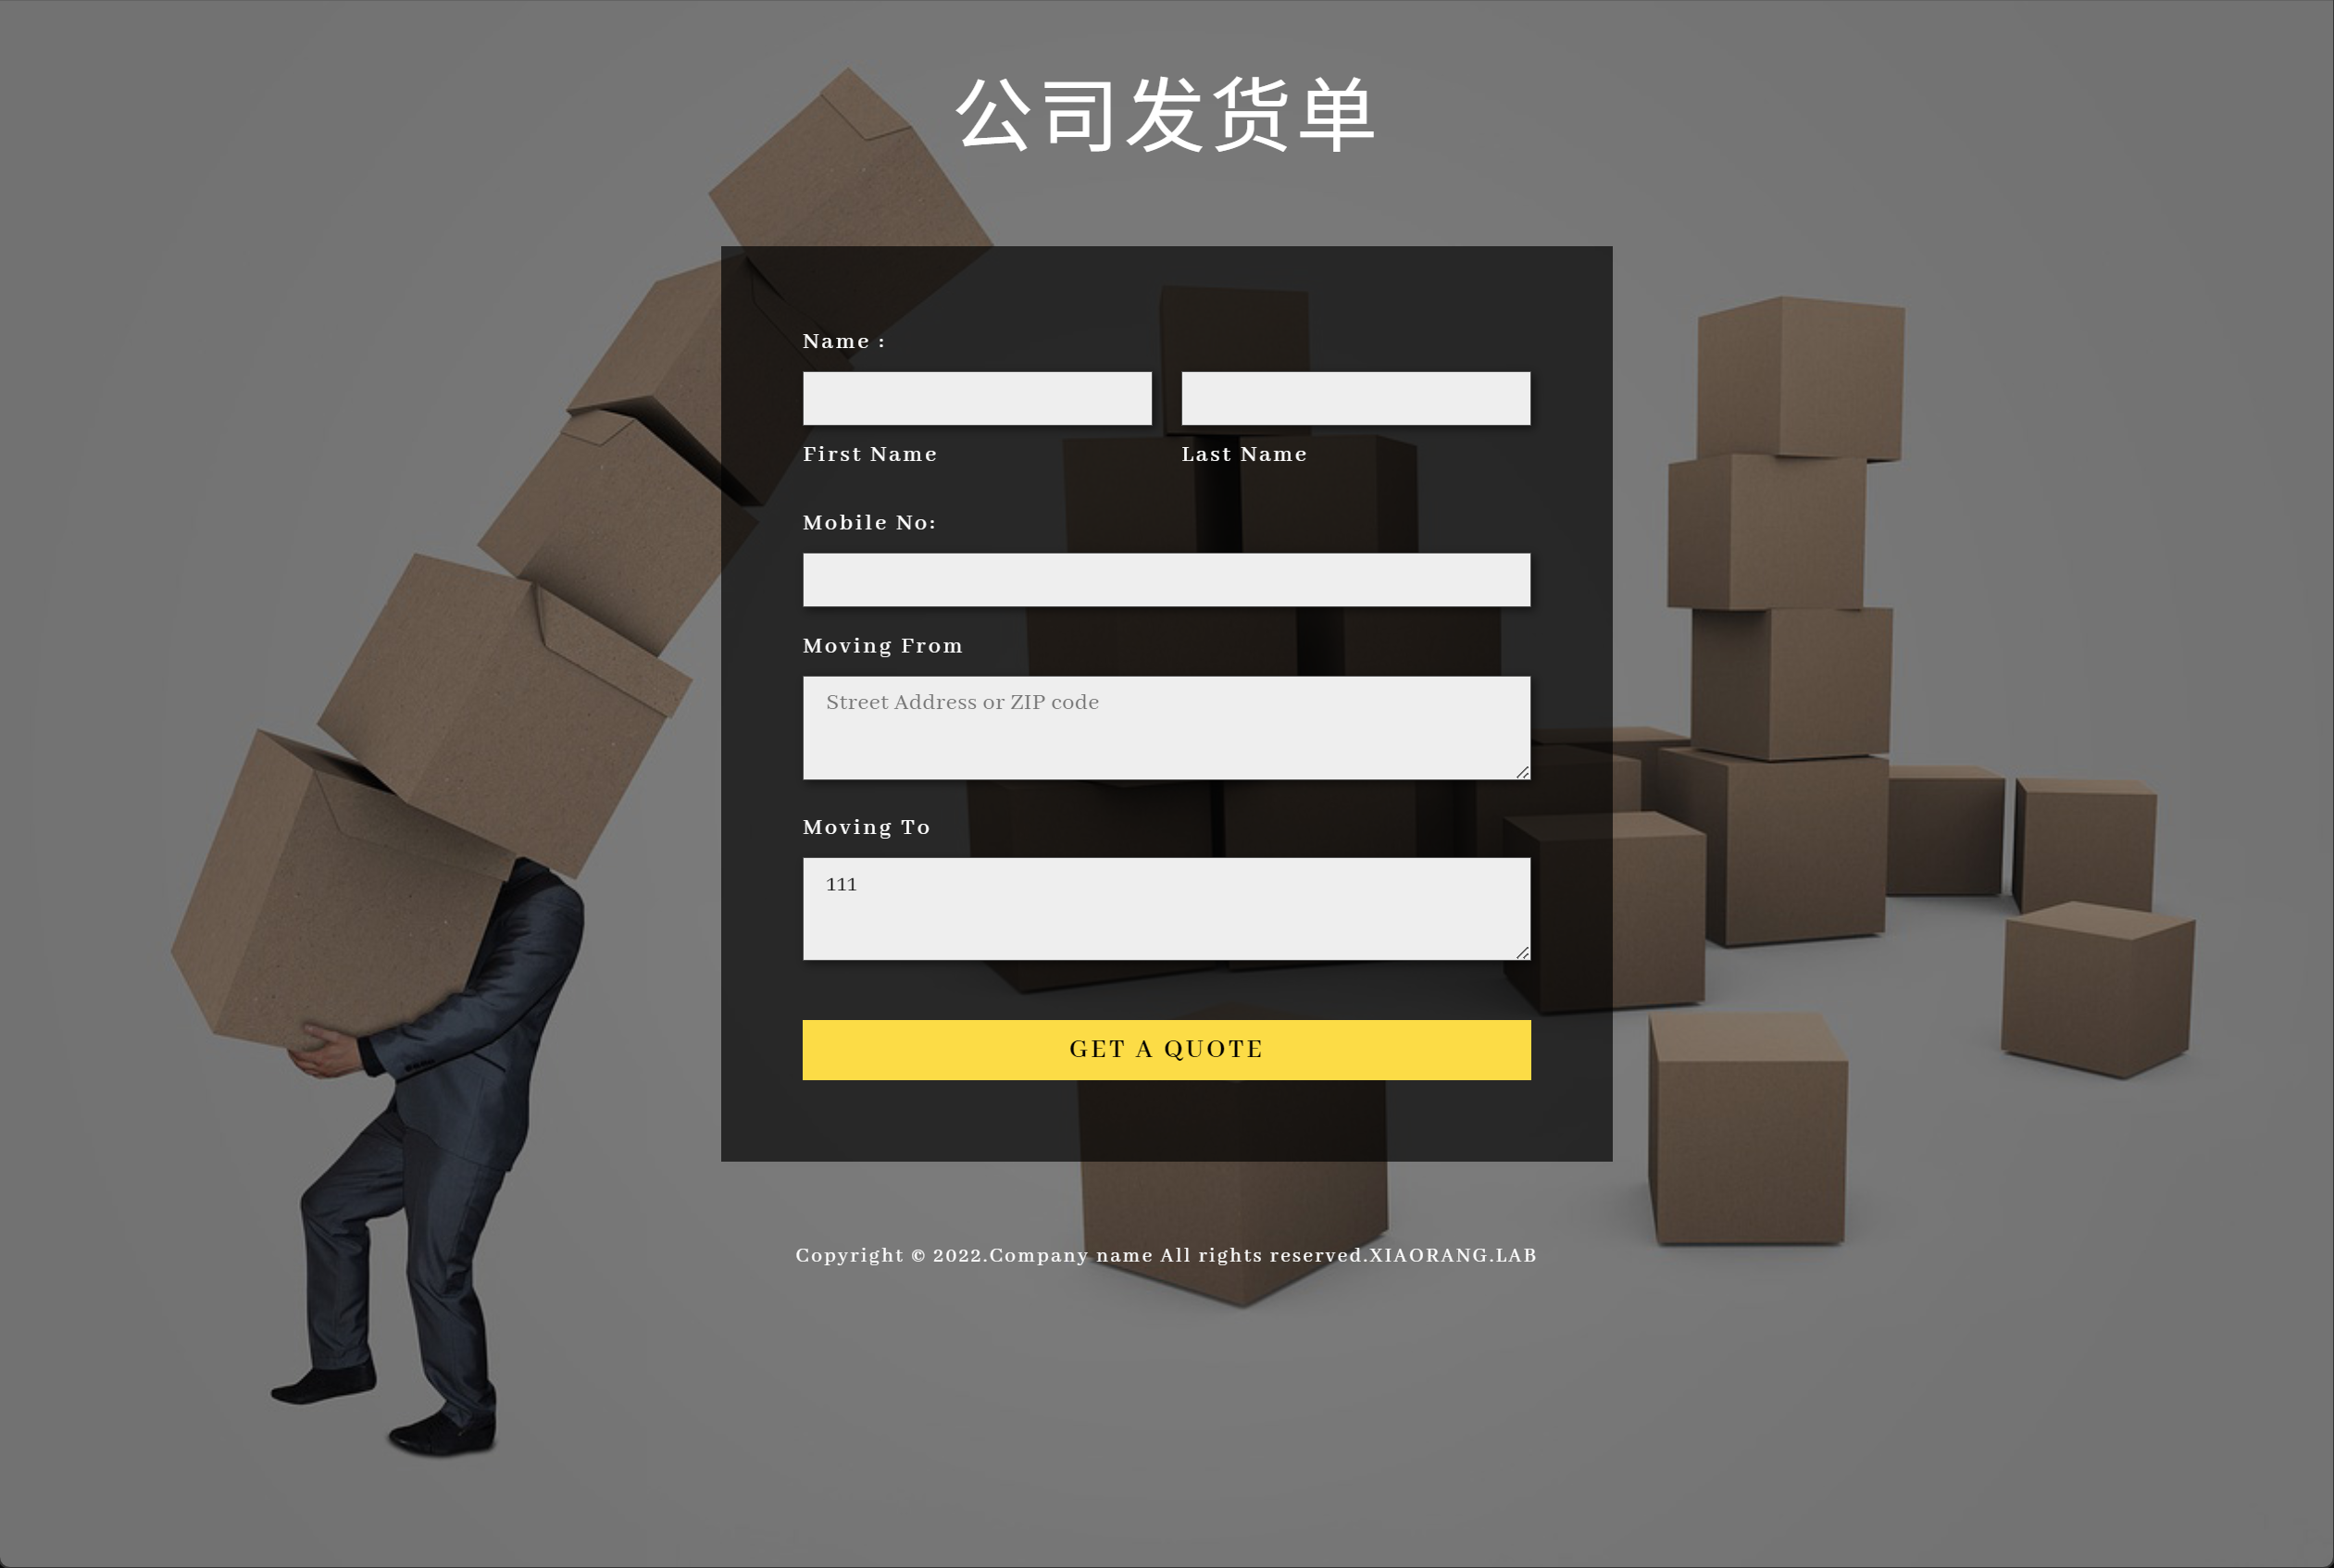 公司发货单
Name :
First Name
Last Name
Mobile No:
Moving From
Street Address or ZIP code
Moving To
111
GET A QUOTE
Copyright © 2022.Company name All rights reserved.XIAORANG.LAB